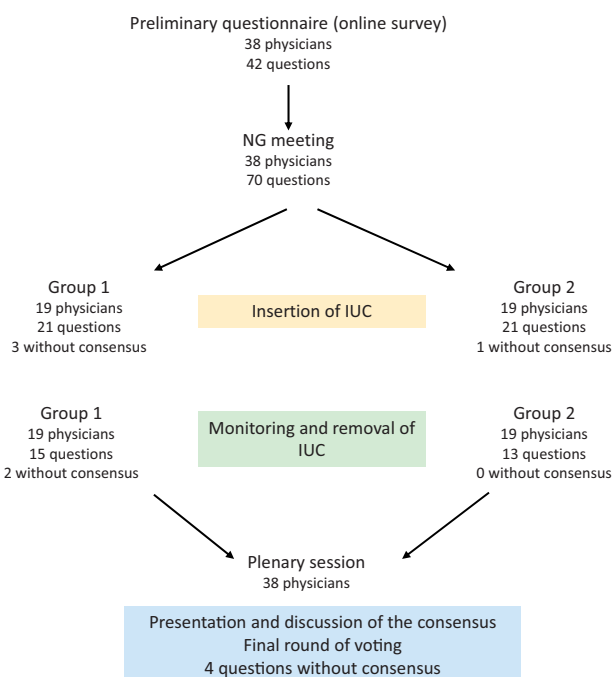 Preliminary questionnaire (online survey)
38 physicians
42 questions
NG meeting
38 physicians
70 questions
Group 1
19 physicians
21 questions
3 without consensus
Insertion of IUC
Group 2
19 physicians
21 questions
1 without consensus
Group 1
19 physicians
15 questions
2 without consensus
Monitoring and removal of
IUC
Group 2
19 physicians
13 questions
0 without consensus
Plenary session
38 physicians
Presentation and discussion of the consensus
Final round of voting
4 questions without consensus